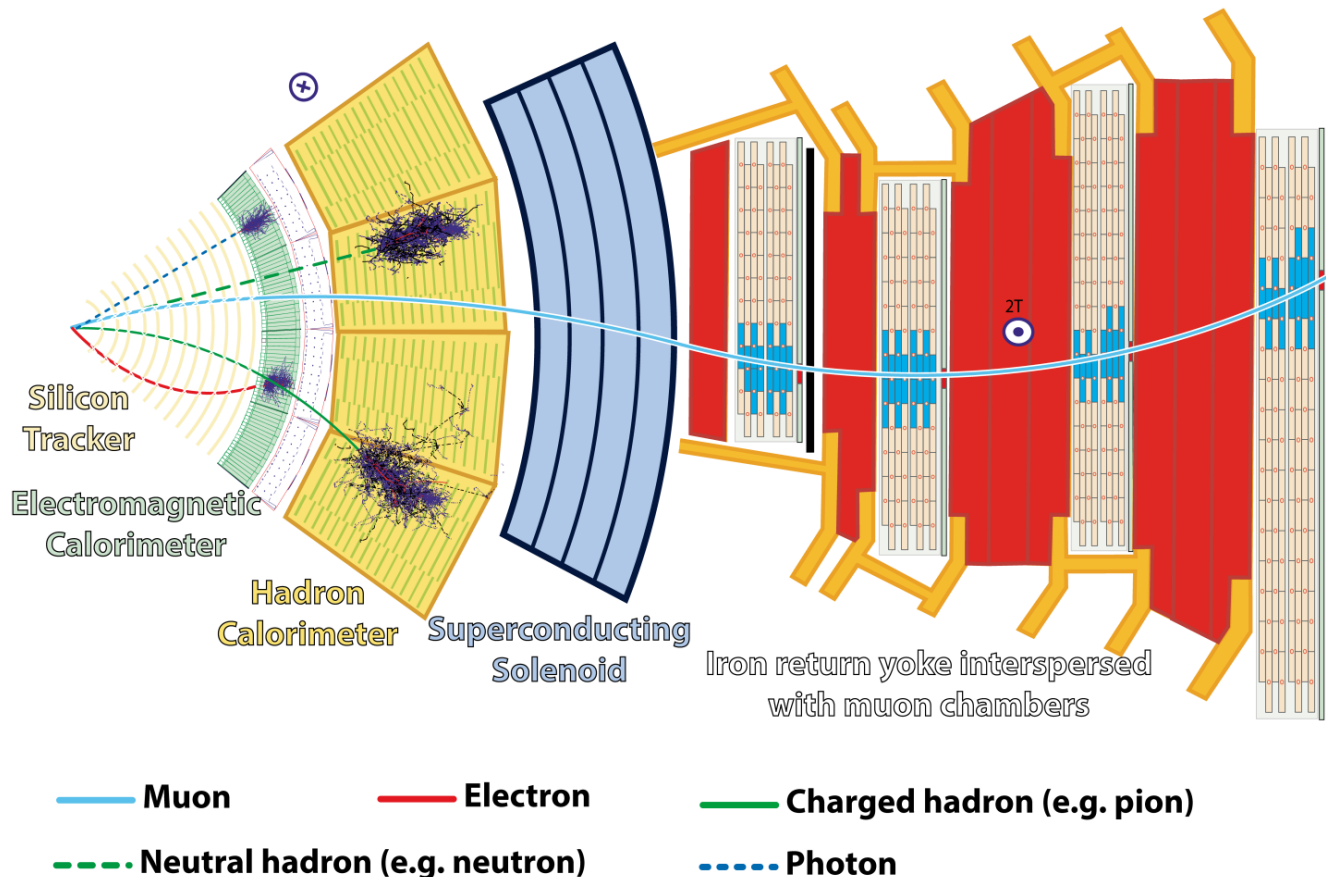 2T
Silicon
Tracker
Electromagnetic
Calorimeter
Hadron
Calorimeter
Superconducting
Solenoid
Iron return yoke interspersed
with muon chambers
Muon
Electron
Charged hadron (e.g. pion)
Neutral hadron (e.g. neutron)
Photon